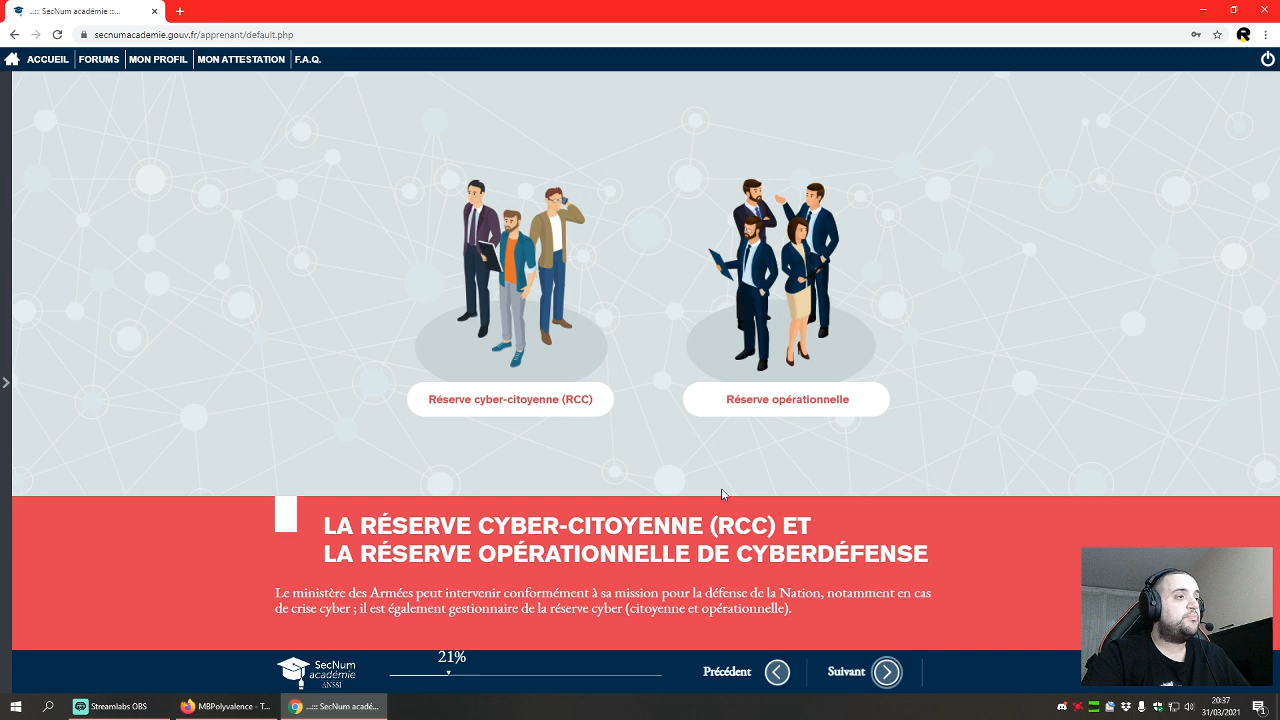 ..::: SecNum académie ::...
secnumacademie.gouv.fr/apprenant/default.php
ACCUEIL FORUMS MON PROFIL MON ATTESTATION F.A.Q.
Réserve cyber-citoyenne (RCC) Réserve opérationnelle
LA RÉSERVE CYBER-CITOYENNE (RCC) ET
LA RÉSERVE OPÉRATIONNELLE DE CYBERDÉFENSE
Le ministère des Armées peut intervenir conformément à sa mission pour la défense de la Nation, notamment en cas
de crise cyber ; il est également gestionnaire de la réserve cyber (citoyenne et opérationnelle).
SecNum
académie
ANSSI
21%
Précédent Suivant
Streamlabs OBS MBPolyvalence - T... ..::: SecNum acadé...
20:37
31/03/2021